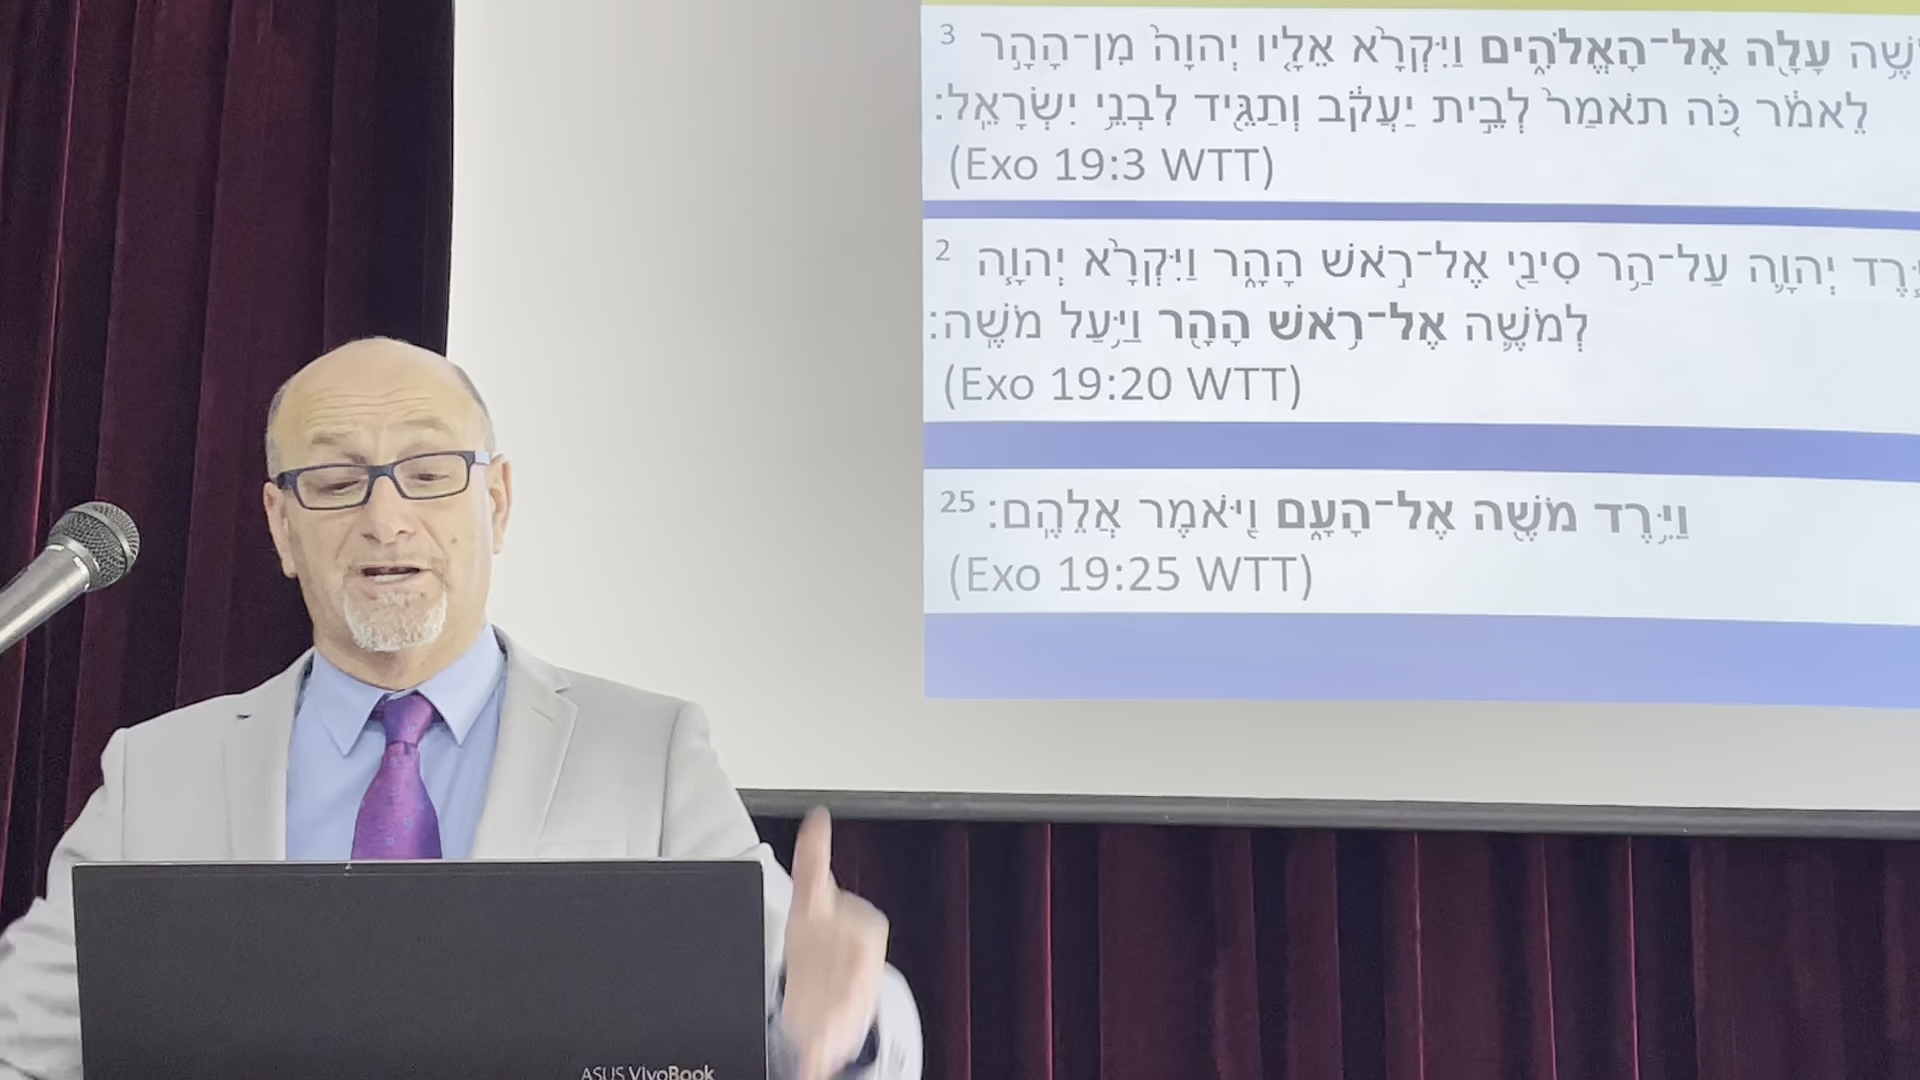 3 עָלָ֖ה אֶל־הָאֱלֹהִ֑ים וַיִּקְרָ֨א אֵלָ֤יו יְהוָה֙ מִן־הָהָ֣ר
לֵאמֹ֔ר כֹּ֤ה תֹאמַר֙ לְבֵ֣ית יַעֲקֹ֔ב וְתַגֵּ֖יד לִבְנֵ֥י יִשְׂרָאֵֽל׃
(Exo 19:3 WTT)
2 יְהוָ֛ה עַל־הַ֥ר סִינַ֖י אֶל־רֹ֣אשׁ הָהָ֑ר וַיִּקְרָ֨א יְהוָ֧ה
לְמֹשֶׁ֛ה אֶל־רֹ֥אשׁ הָהָ֖ר וַיַּ֥עַל מֹשֶֽׁה׃
(Exo 19:20 WTT)
25 וַיֵּ֥רֶד מֹשֶׁ֖ה אֶל־הָעָ֑ם וַיֹּ֖אמֶר אֲלֵהֶֽם׃
(Exo 19:25 WTT)
ASUS VivoBook